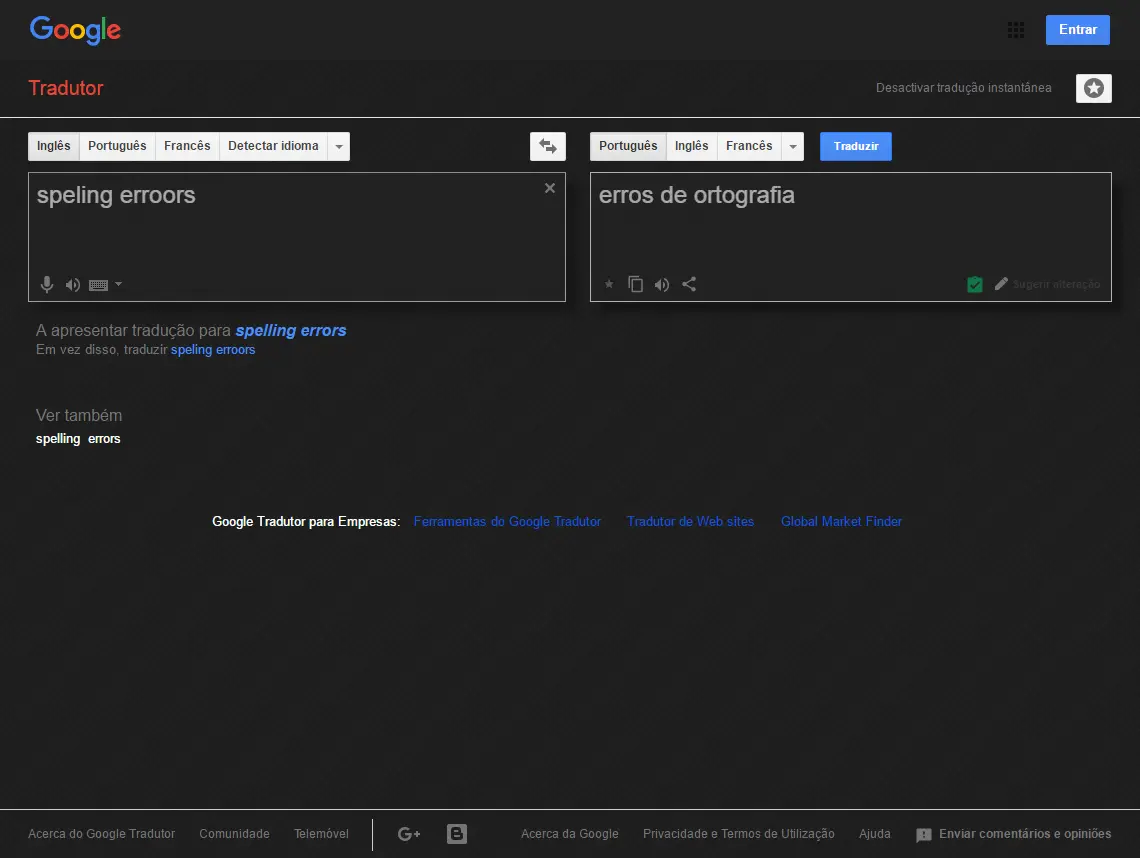 Google
Entrar
Tradutor
Desactivar tradução instantânea
Inglês Português Francês Detectar idioma
Português Inglês Francês Traduzir
speling erroors
erros de ortografia
Sugerir alteração
A apresentar tradução para spelling errors
Em vez disso, traduzir speling erroors
Ver também
spelling errors
Google Tradutor para Empresas: Ferramentas do Google Tradutor Tradutor de Web sites Global Market Finder
Acerca do Google Tradutor Comunidade Telemóvel G+ B Acerca da Google Privacidade e Termos de Utilização Ajuda Enviar comentários e opiniões